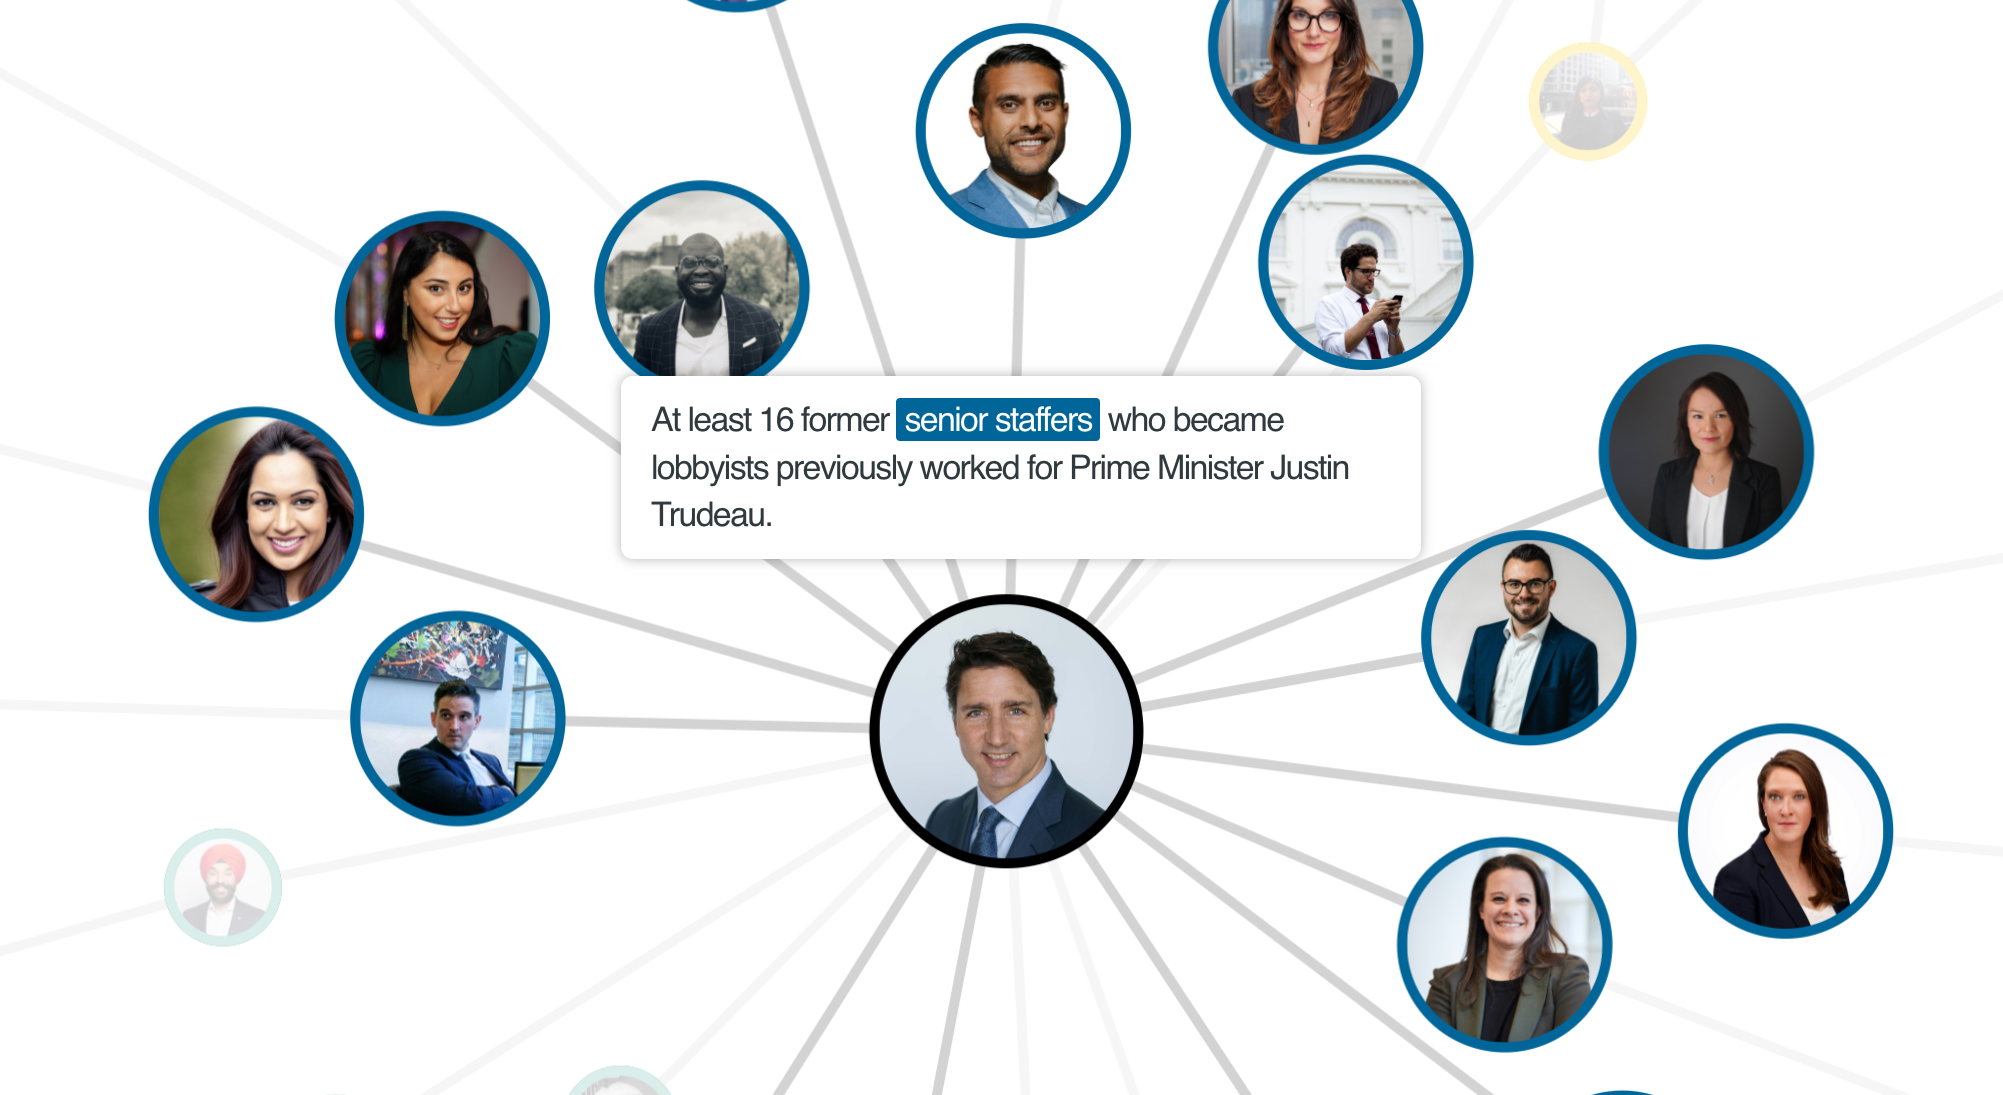 At least 16 former senior staffers who became
lobbyists previously worked for Prime Minister Justin
Trudeau.